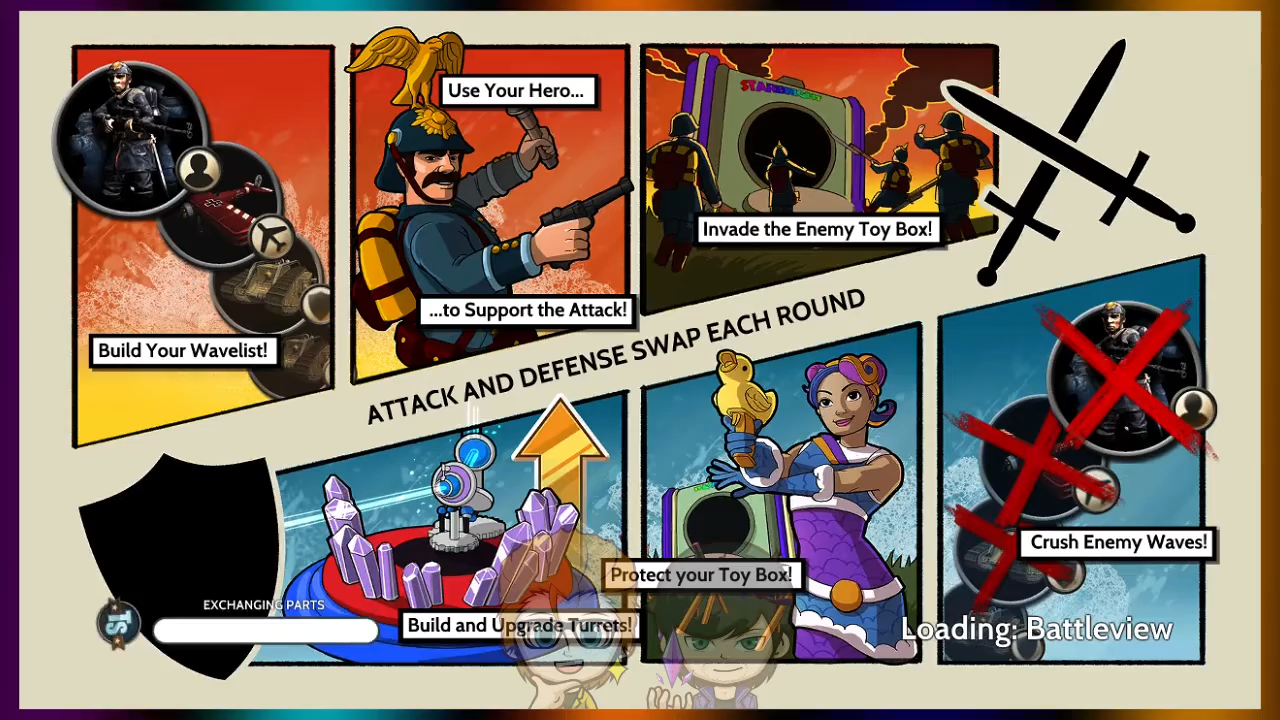 Use Your Hero...
Invade the Enemy Toy Box!
...to Support the Attack!
Build Your Wavelist!
ATTACK AND DEFENSE SWAP EACH ROUND
Crush Enemy Waves!
Protect your Toy Box!
EXCHANGING PARTS
Build and Upgrade Turrets!
Loading: Battleview